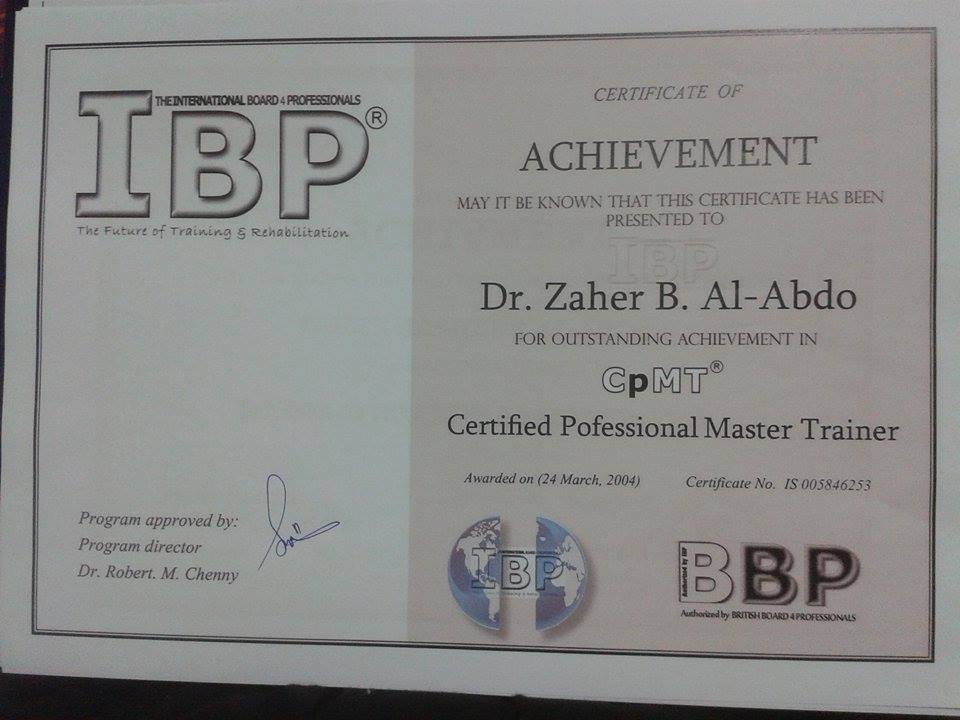 THE INTERNATIONAL BOARD 4 PROFESSIONALS
IBP®
The Future of Training & Rehabilitation
CERTIFICATE OF
ACHIEVEMENT
MAY IT BE KNOWN THAT THIS CERTIFICATE HAS BEEN
PRESENTED TO
IBP
Dr. Zaher B. Al-Abdo
FOR OUTSTANDING ACHIEVEMENT IN
CpMT®
Certified Pofessional Master Trainer
Awarded on (24 March, 2004)
Certificate No. IS 005846253
Program approved by:
Program director
Dr. Robert. M. Chenny
IBP
Authorized by IBP
BBP
Authorized by BRITISH BOARD 4 PROFESSIONALS